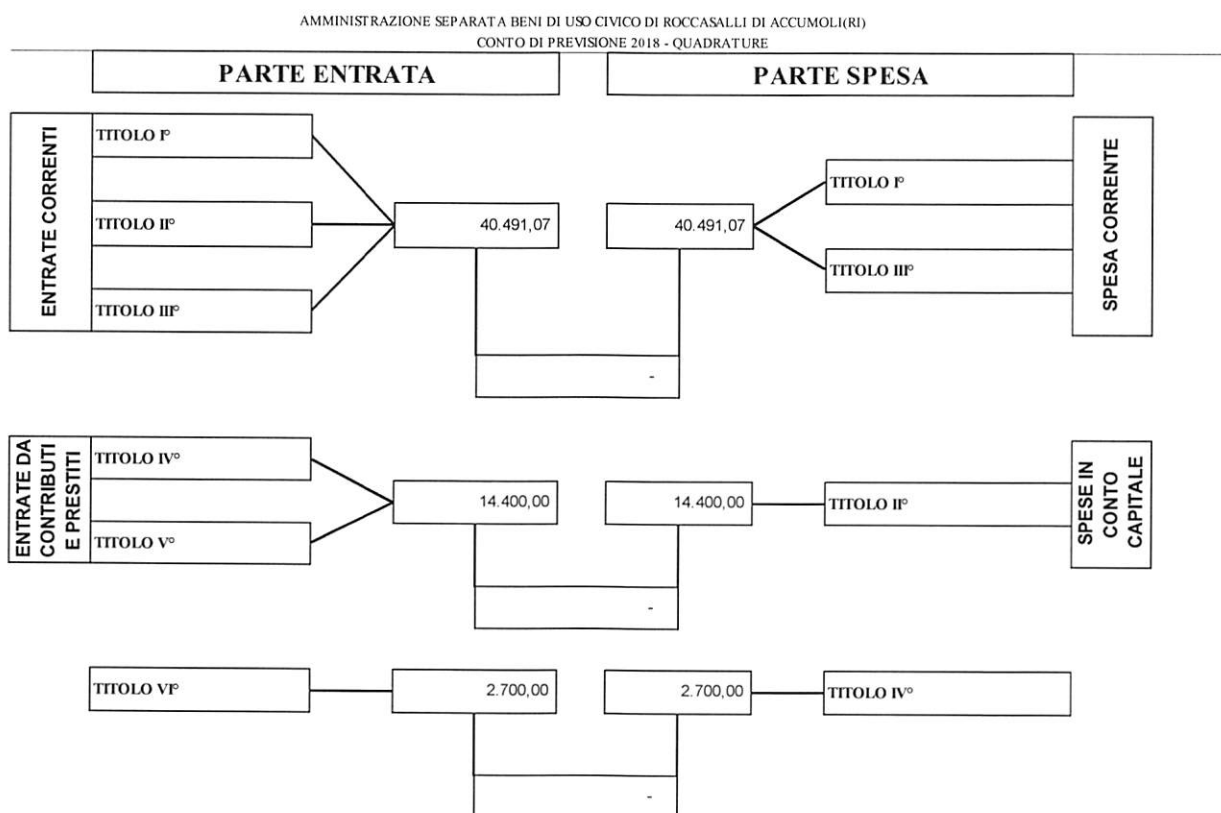 AMMINISTRAZIONE SEPARATA BENI DI USO CIVICO DI ROCCASALLI DI ACCUMOLI(RI)
CONTO DI PREVISIONE 2018 - QUADRATURE
PARTE ENTRATA
PARTE SPESA
ENTRATE CORRENTI
TITOLO I°
TITOLO II°
TITOLO III°
40.491,07
40.491,07
TITOLO I°
TITOLO III°
SPESA CORRENTE
-
ENTRATE DA
CONTRIBUTI
E PRESTITI
TITOLO IV°
TITOLO V°
14.400,00
14.400,00
TITOLO II°
SPESE IN
CONTO
CAPITALE
-
TITOLO VI°
2.700,00
2.700,00
TITOLO IV°
-